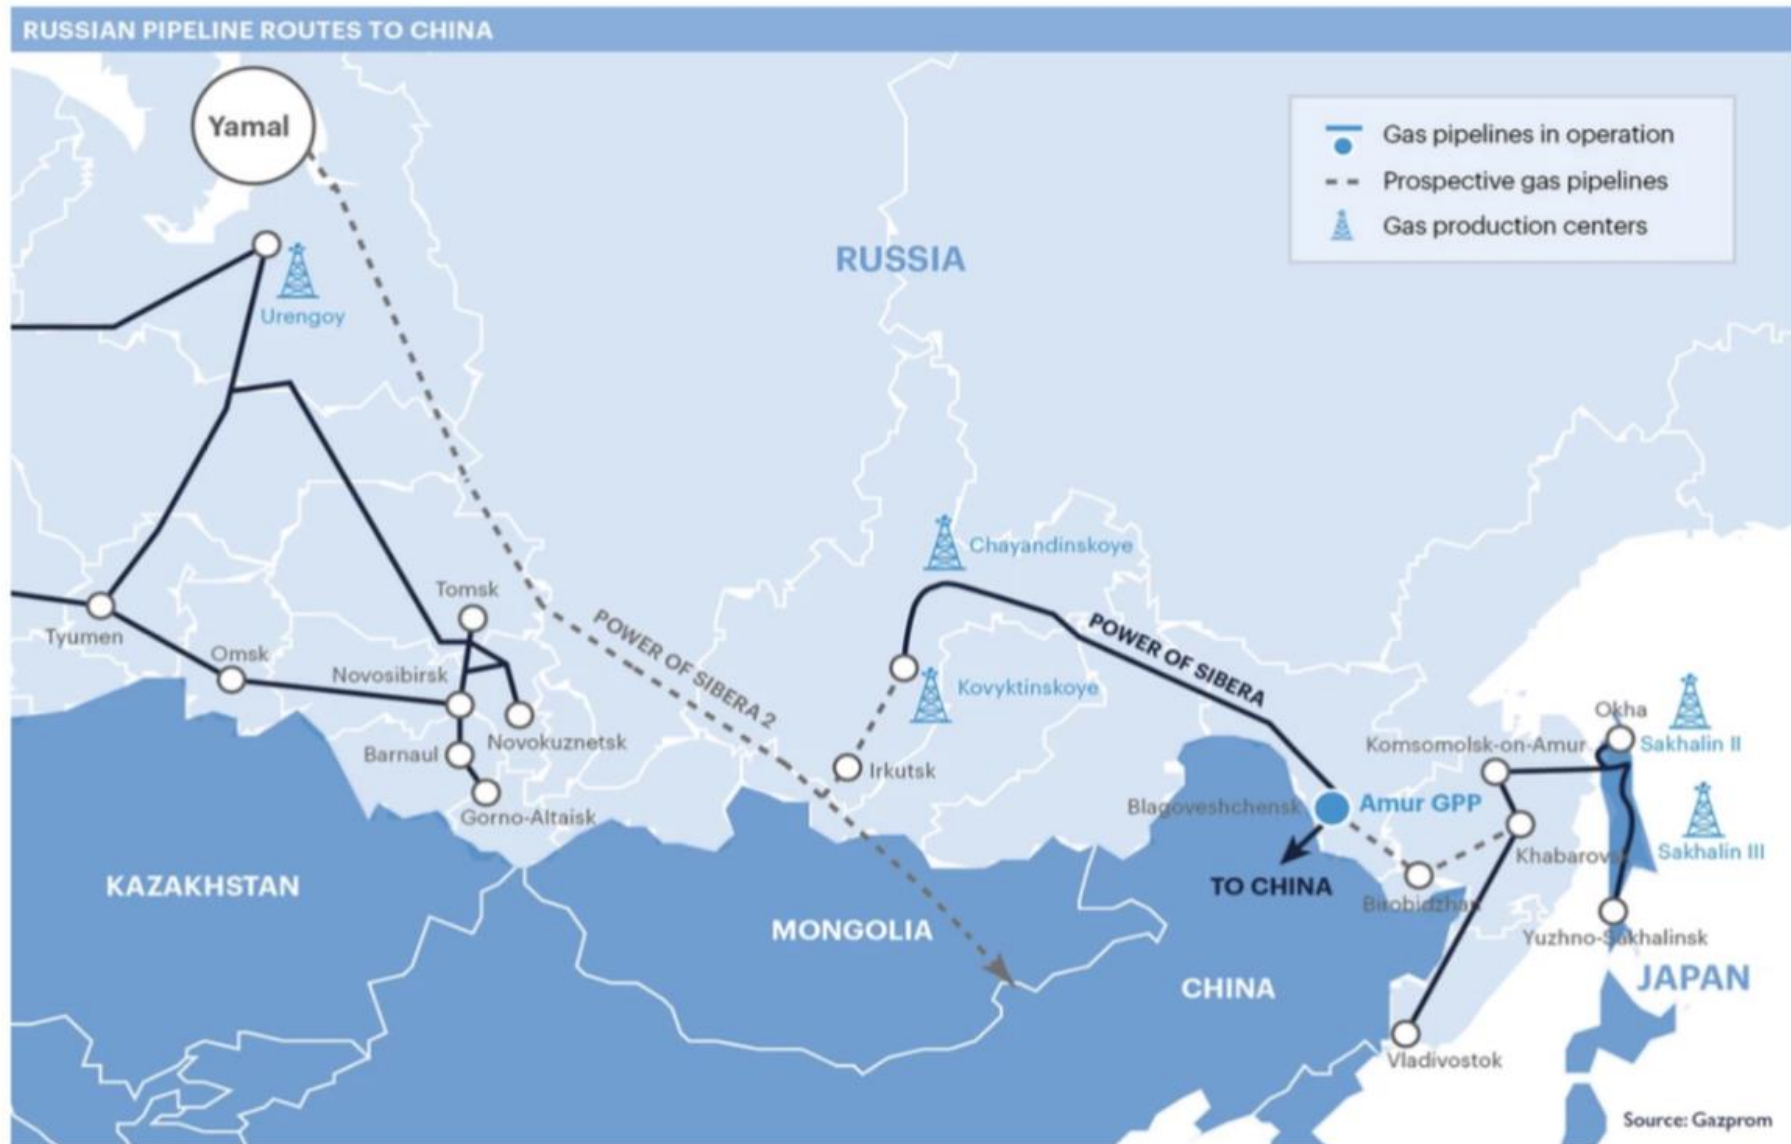 RUSSIAN PIPELINE ROUTES TO CHINA
Yamal
Gas pipelines in operation
Prospective gas pipelines
Gas production centers
RUSSIA
Urengoy
Chayandinskoye
Tomsk
POWER OF SIBERA 2
POWER OF SIBERA
Tyumen
Omsk
Novosibirsk
Kovyktinskoye
Okha
Novokuznetsk
Komsomolsk-on-Amur
Sakhalin II
Barnaul
Irkutsk
Blagoveshchensk
Amur GPP
Gorno-Altaisk
Khabarovsk
Sakhalin III
KAZAKHSTAN
TO CHINA
Birobidzhan
MONGOLIA
Yuzhno-Sakhalinsk
CHINA
JAPAN
Vladivostok
Source: Gazprom